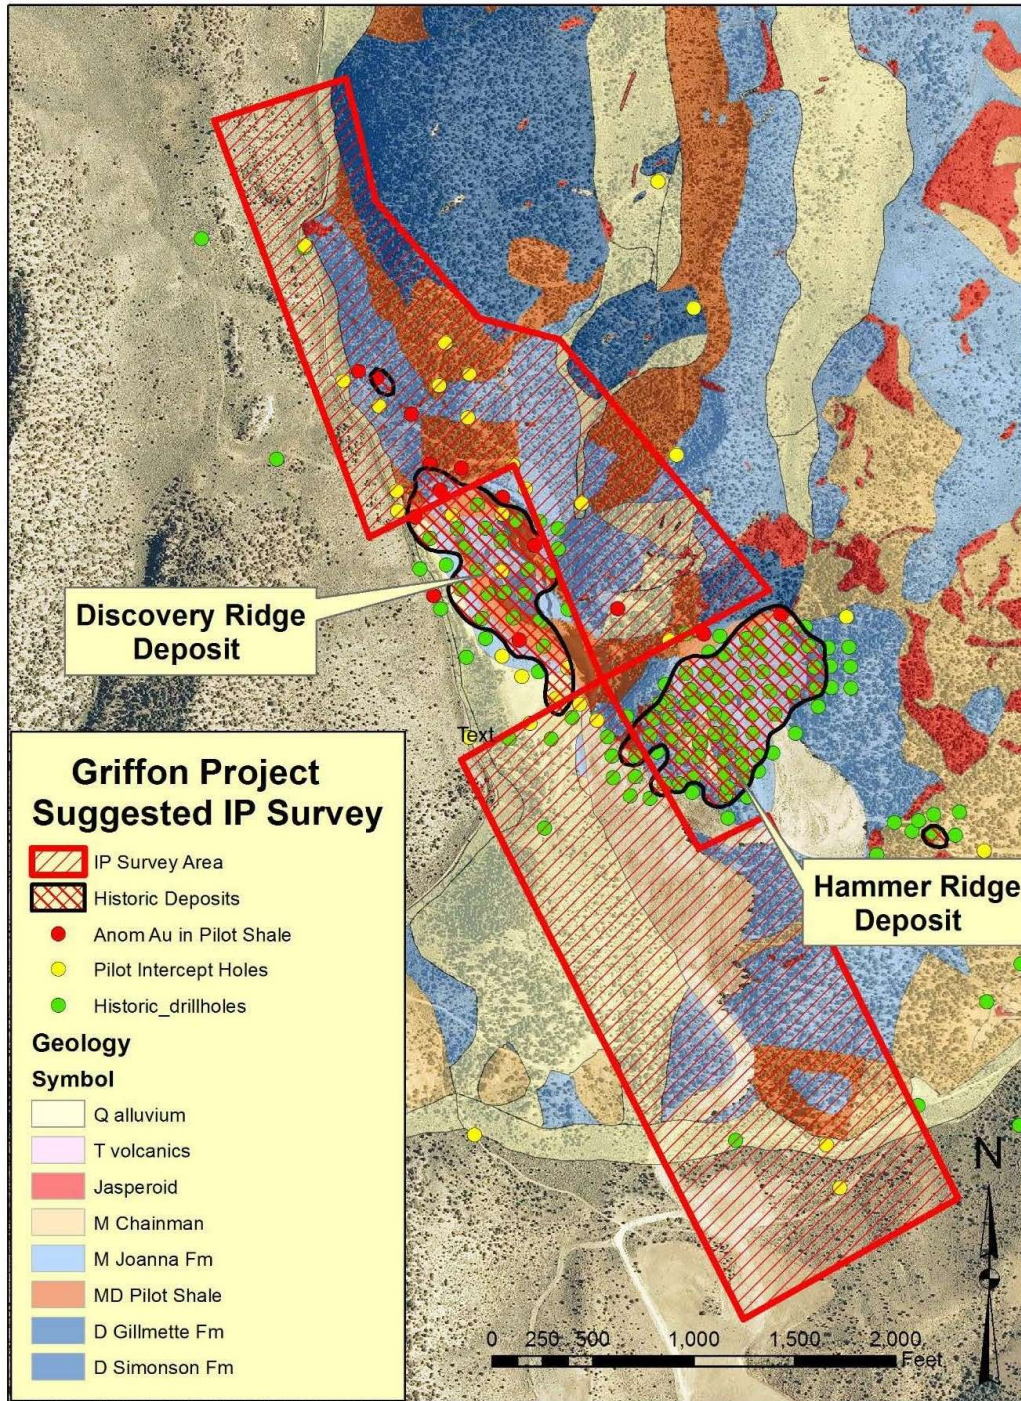 Discovery Ridge
Deposit
Text
Griffon Project
Suggested IP Survey
IP Survey Area
Historic Deposits
Anom Au in Pilot Shale
Pilot Intercept Holes
Historic_drillholes
Geology
Symbol
Q alluvium
T volcanics
Jasperoid
M Chainman
M Joanna Fm
MD Pilot Shale
D Gillmette Fm
D Simonson Fm
Hammer Ridge
Deposit
N
0 250 500 1,000 1,500 2,000
Feet